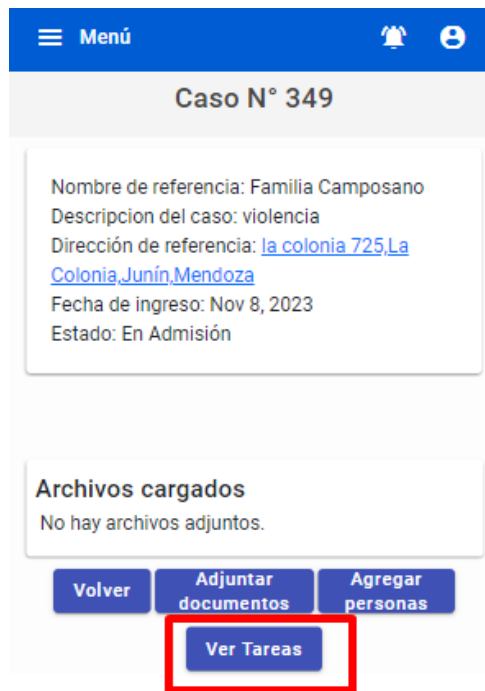 Menú
Caso N° 349
Nombre de referencia: Familia Camposano
Descripcion del caso: violencia
Dirección de referencia: la colonia 725,La
Colonia,Junín,Mendoza
Fecha de ingreso: Nov 8, 2023
Estado: En Admisión
Archivos cargados
No hay archivos adjuntos.
Volver
Adjuntar
documentos
Agregar
personas
Ver Tareas